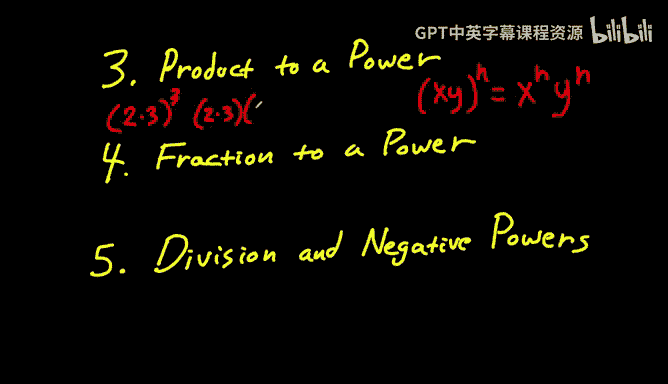 GPT中英字幕课程资源 bilibili
3. Product to a Power
(2·3)³ (2·3)( (xy)ⁿ = xⁿyⁿ
4. Fraction to a Power
5. Division and Negative Powers